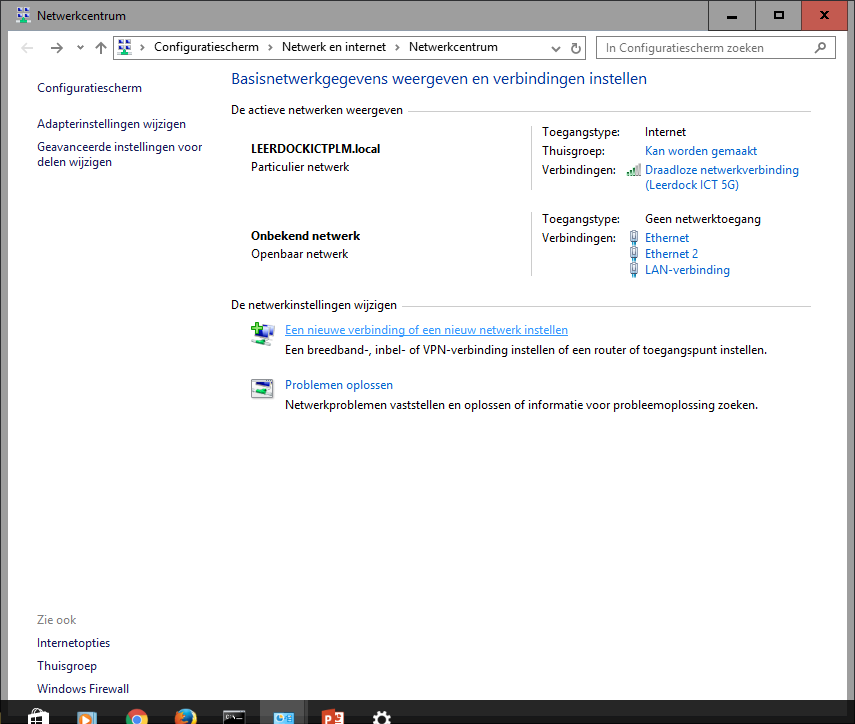 Netwerkcentrum
Configuratiescherm > Netwerk en internet > Netwerkcentrum
In Configuratiescherm zoeken
Configuratiescherm
Adapterinstellingen wijzigen
Geavanceerde instellingen voor
delen wijzigen
Basisnetwerkgegevens weergeven en verbindingen instellen
De actieve netwerken weergeven
LEERDOCKICTPLM.local
Particulier netwerk
Toegangstype: Internet
Thuisgroep: Kan worden gemaakt
Verbindingen: Draadloze netwerkverbinding
(Leerdock ICT 5G)
Onbekend netwerk
Openbaar netwerk
Toegangstype: Geen netwerktoegang
Verbindingen: Ethernet
Ethernet 2
LAN-verbinding
De netwerkinstellingen wijzigen
Een nieuwe verbinding of een nieuw netwerk instellen
Een breedband-, inbel- of VPN-verbinding instellen of een router of toegangspunt instellen.
Problemen oplossen
Netwerkproblemen vaststellen en oplossen of informatie voor probleemoplossing zoeken.
Zie ook
Internetopties
Thuisgroep
Windows Firewall